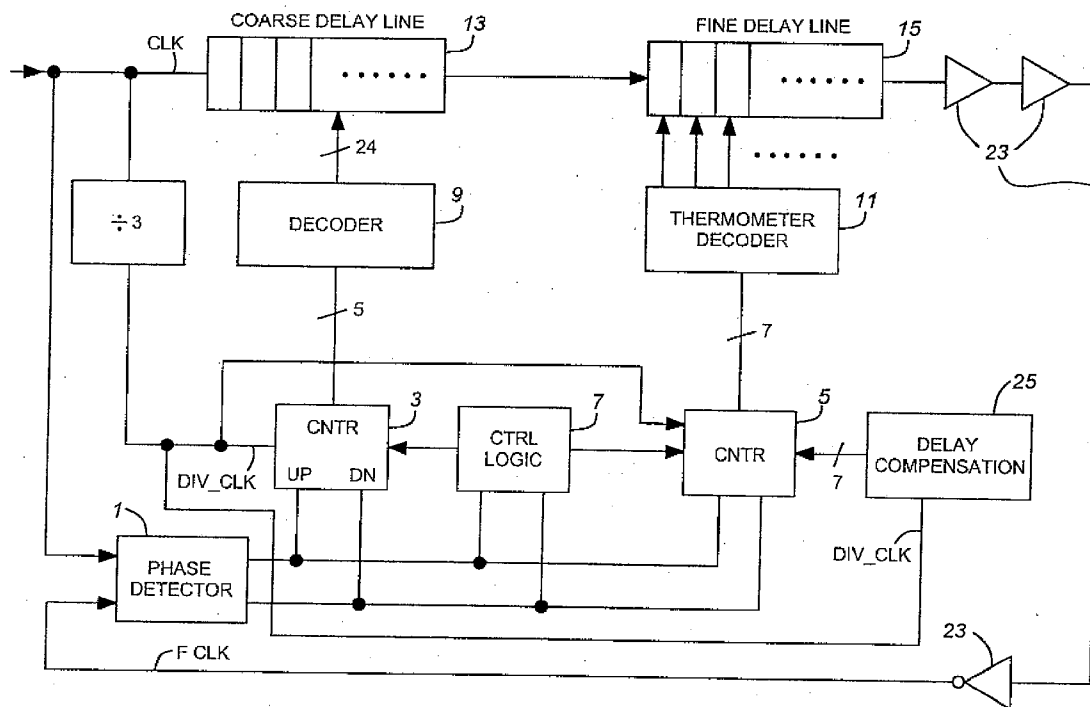 COARSE DELAY LINE
13
FINE DELAY LINE
15
CLK
24
23
÷3
DECODER
9
THERMOMETER
DECODER
11
5
7
CNTR
UP DN
3
CTRL
LOGIC
7
CNTR
5
DELAY
COMPENSATION
25
7
DIV_CLK
1
PHASE
DETECTOR
DIV_CLK
F CLK
23